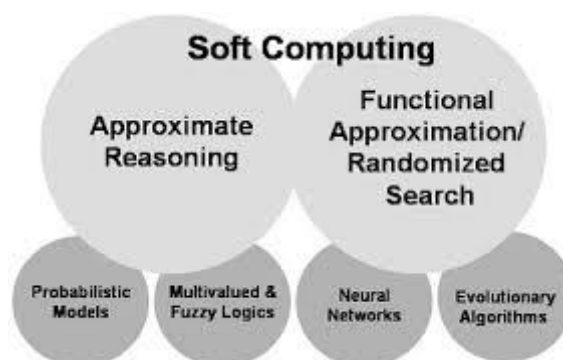 Soft Computing
Approximate
Reasoning
Functional
Approximation/
Randomized
Search
Probabilistic
Models
Multivalued &
Fuzzy Logics
Neural
Networks
Evolutionary
Algorithms